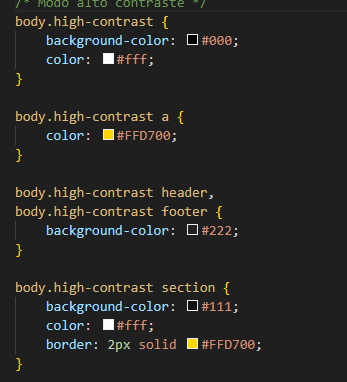 /* Modo alto contraste */
body.high-contrast {
    background-color: #000;
    color: #fff;
}

body.high-contrast a {
    color: #FFD700;
}

body.high-contrast header,
body.high-contrast footer {
    background-color: #222;
}

body.high-contrast section {
    background-color: #111;
    color: #fff;
    border: 2px solid #FFD700;
}